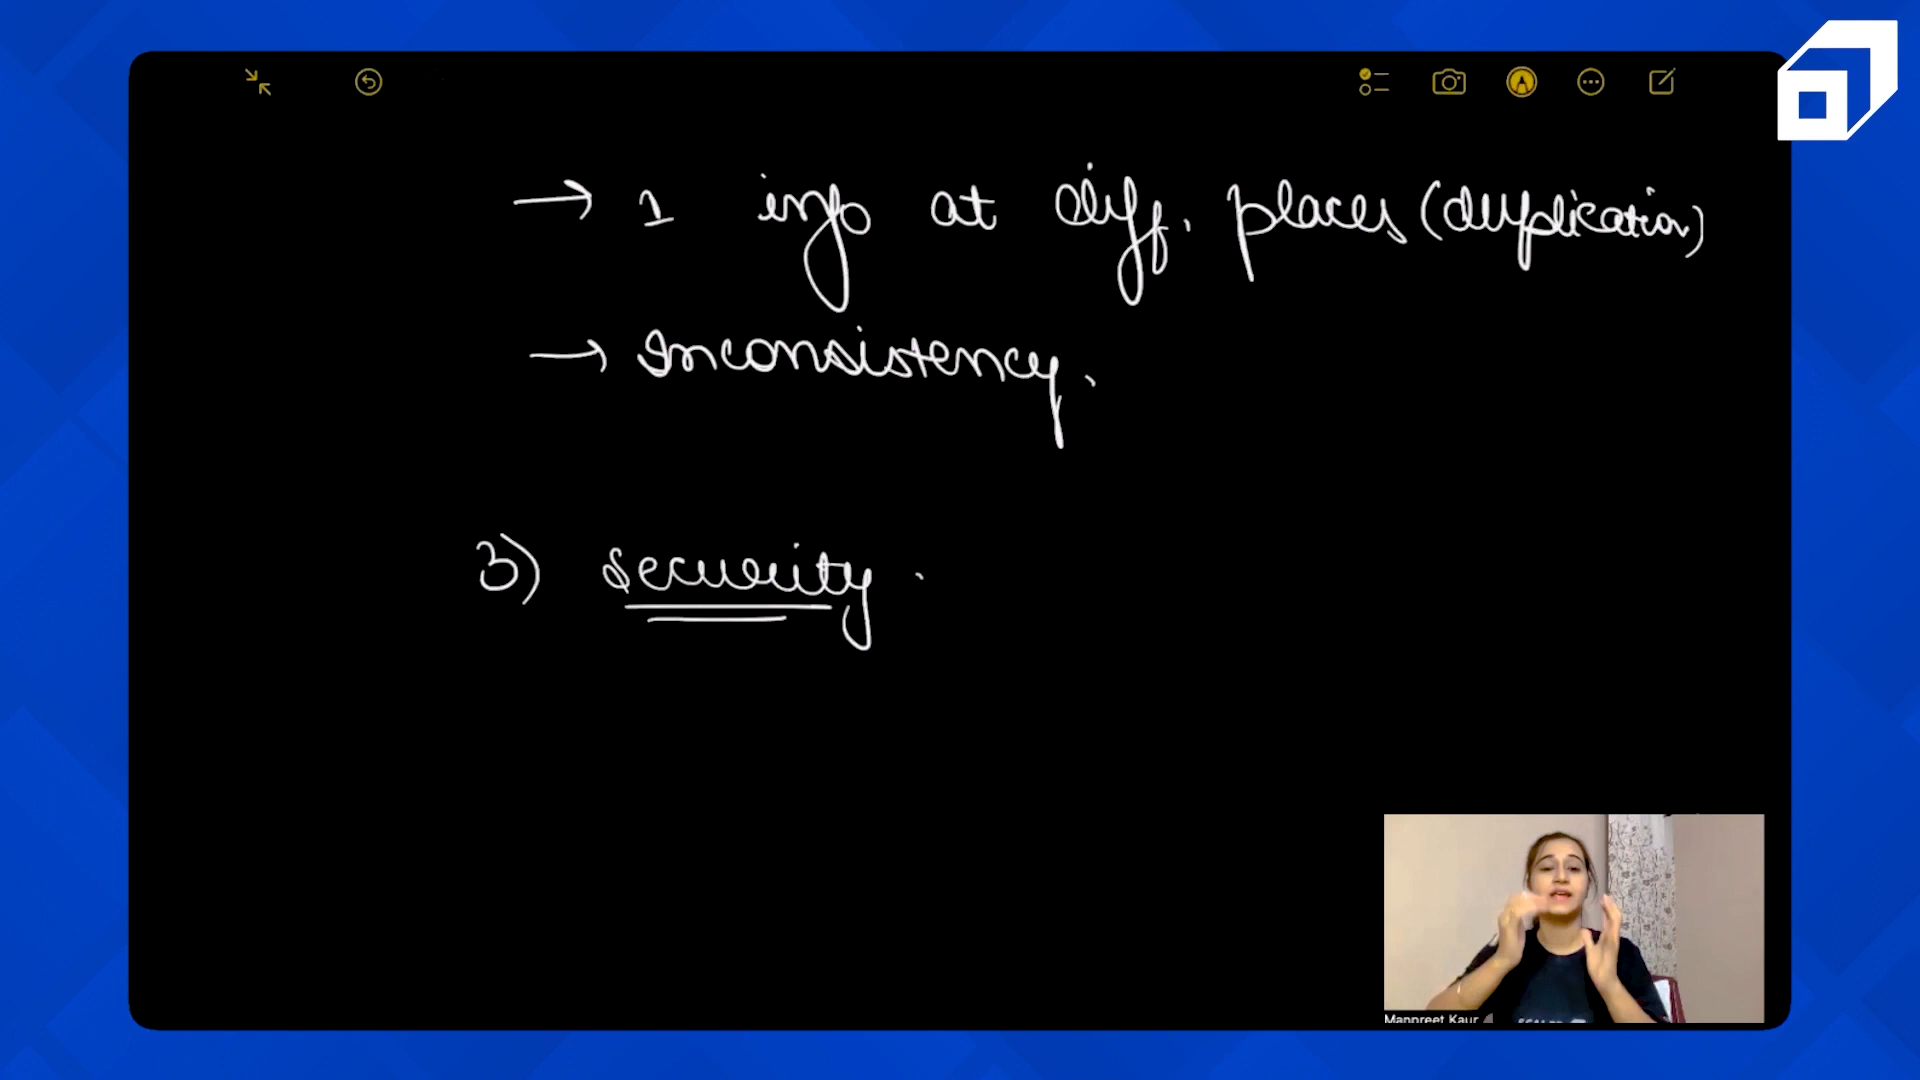 → 1 info at diff. places (duplication)
→ Inconsistency.
3) Security.
Manpreet Kaur